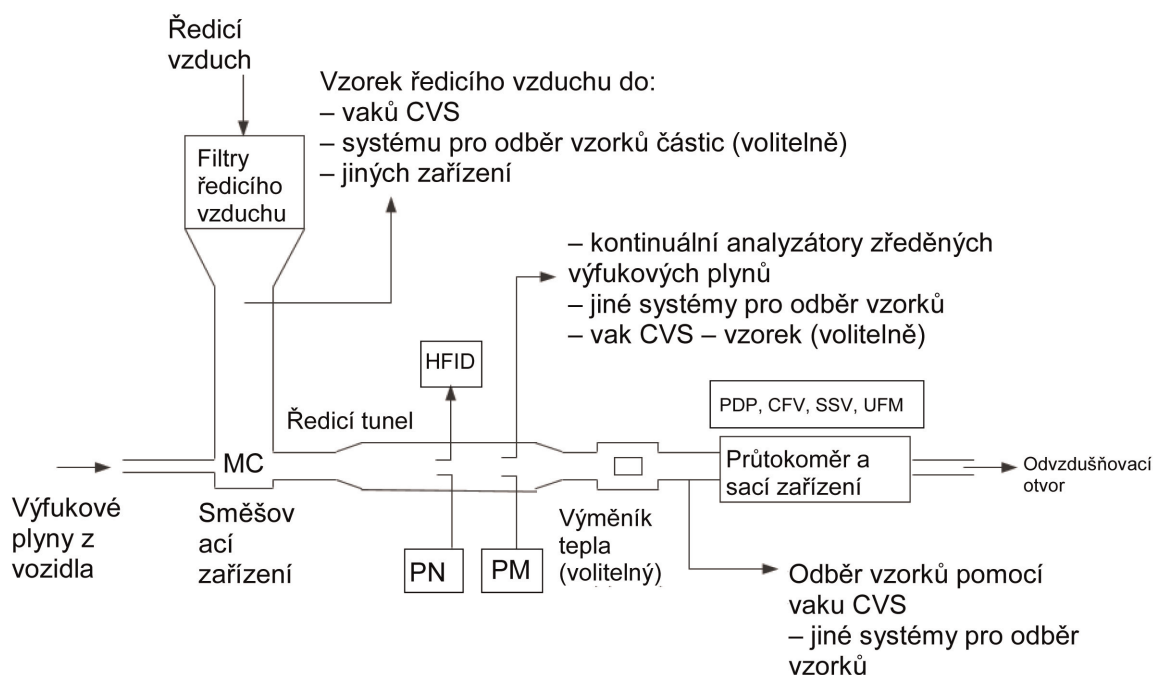 Ředicí
vzduch
Vzorek ředicího vzduchu do:
– vaků CVS
– systému pro odběr vzorků částic (volitelně)
– jiných zařízení
Filtry
ředicího
vzduchu
– kontinuální analyzátory zředěných
výfukových plynů
– jiné systémy pro odběr vzorků
– vak CVS – vzorek (volitelně)
HFID
PDP, CFV, SSV, UFM
Ředicí tunel
MC
Průtokoměr a
sací zařízení
Odvzdušňovací
otvor
Výfukové
plyny z
vozidla
Směšov
ací
zařízení
PN
PM
Výměník
tepla
(volitelný)
Odběr vzorků pomocí
vaku CVS
– jiné systémy pro odběr
vzorků